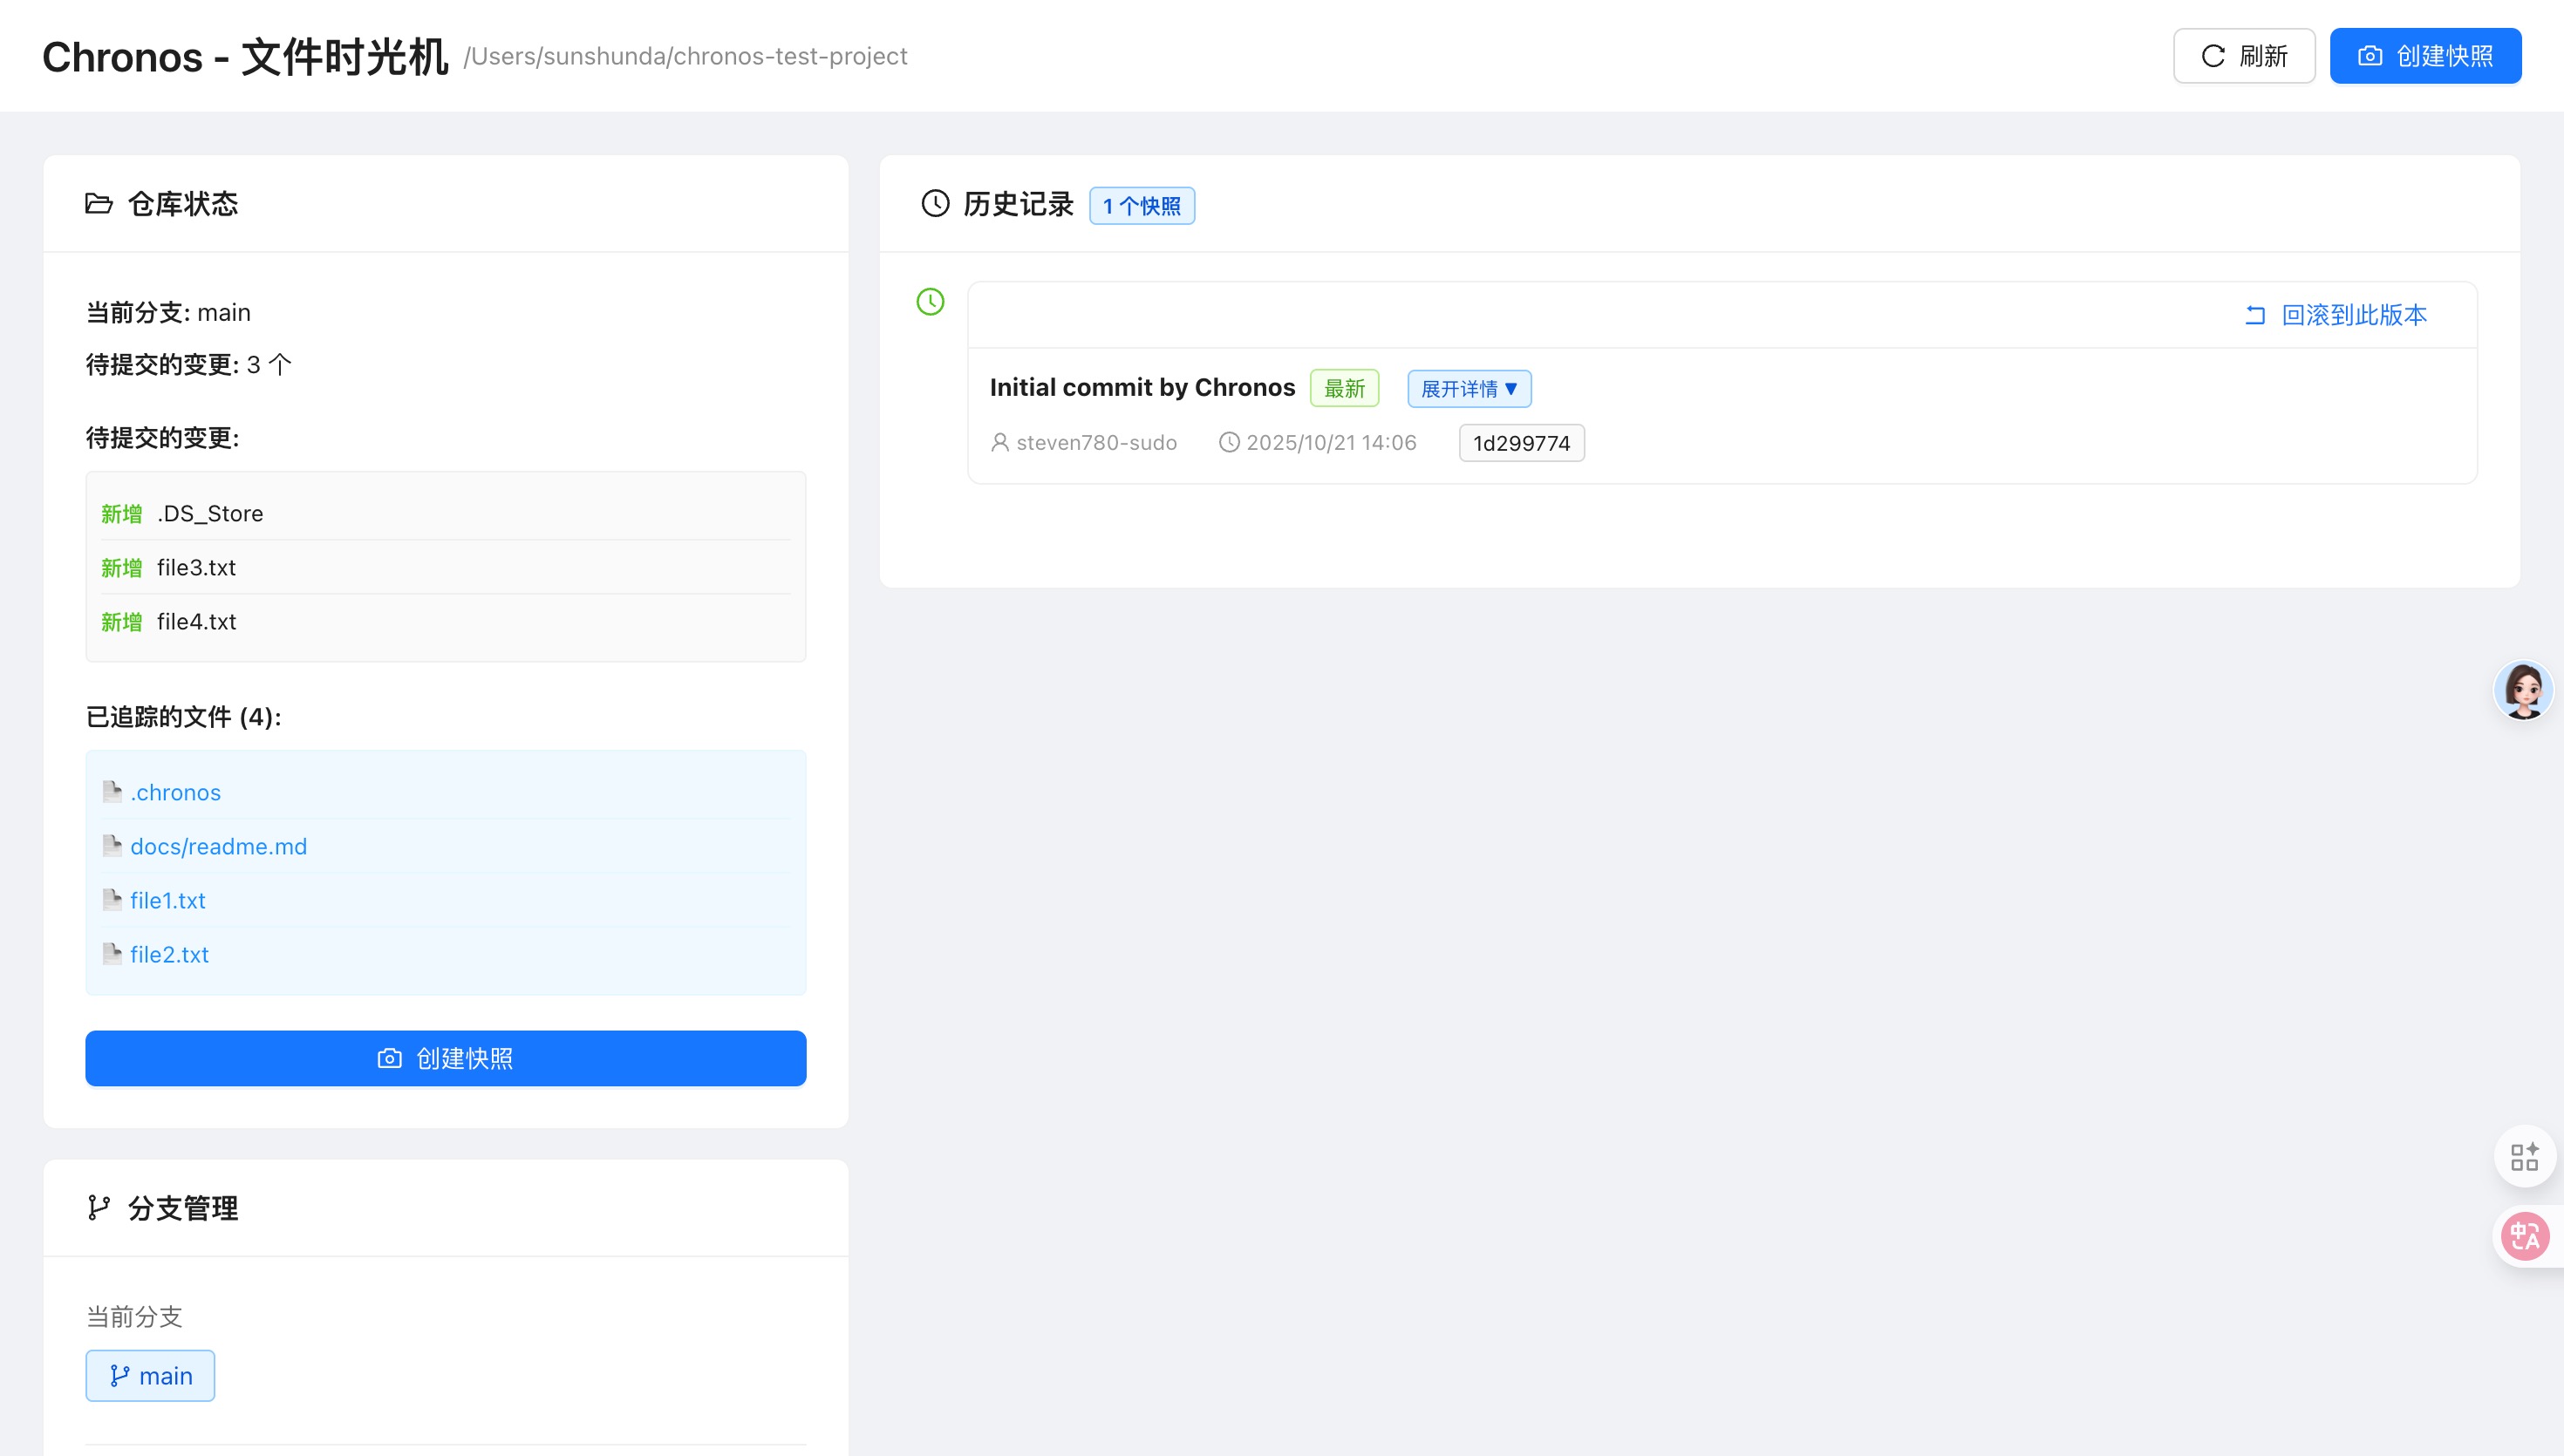 Chronos - 文件时光机 /Users/sunshunda/chronos-test-project
刷新
创建快照
仓库状态
当前分支: main
待提交的变更: 3 个
待提交的变更:
新增 .DS_Store
新增 file3.txt
新增 file4.txt
已追踪的文件 (4):
.chronos
docs/readme.md
file1.txt
file2.txt
创建快照
分支管理
当前分支
main
历史记录 1 个快照
回滚到此版本
Initial commit by Chronos 最新 展开详情 ▼
steven780-sudo 2025/10/21 14:06 1d299774
中 A